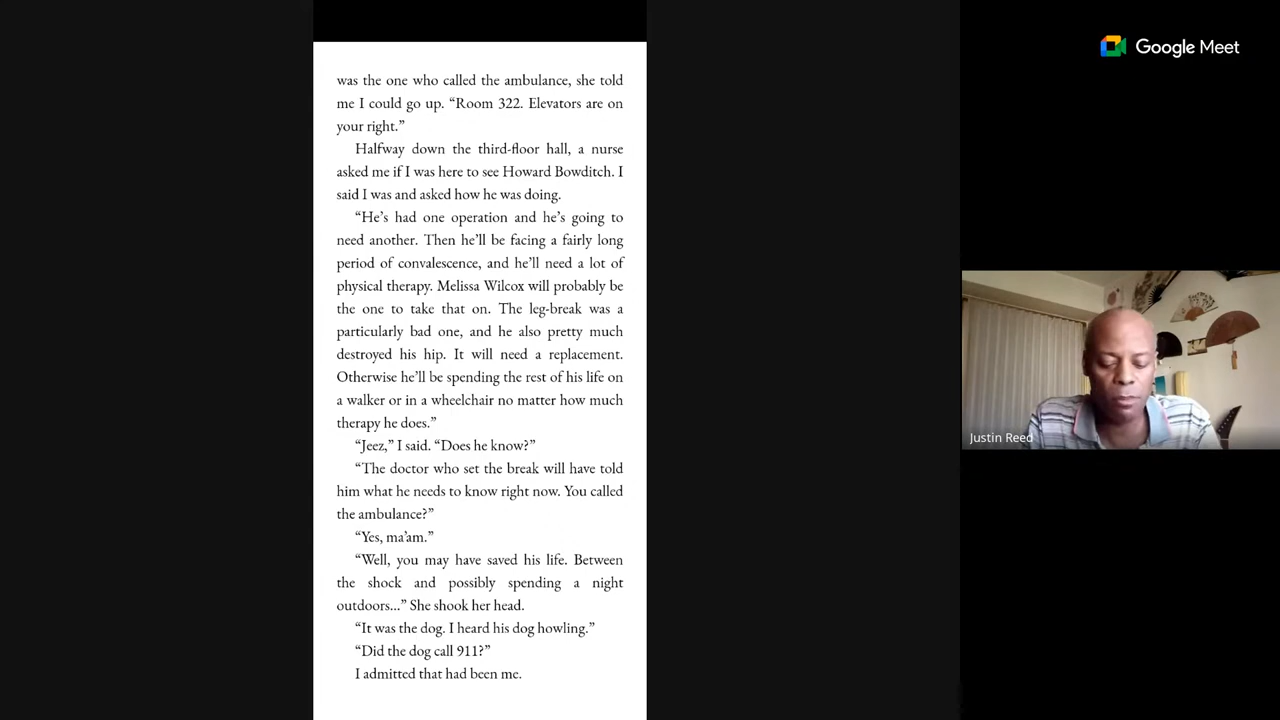 was the one who called the ambulance, she told
me I could go up. “Room 322. Elevators are on
your right.”
Halfway down the third-floor hall, a nurse
asked me if I was here to see Howard Bowditch. I
said I was and asked how he was doing.
“He’s had one operation and he’s going to
need another. Then he’ll be facing a fairly long
period of convalescence, and he’ll need a lot of
physical therapy. Melissa Wilcox will probably be
the one to take that on. The leg-break was a
particularly bad one, and he also pretty much
destroyed his hip. It will need a replacement.
Otherwise he’ll be spending the rest of his life on
a walker or in a wheelchair no matter how much
therapy he does.”
“Jeez,” I said. “Does he know?”
“The doctor who set the break will have told
him what he needs to know right now. You called
the ambulance?”
“Yes, ma’am.”
“Well, you may have saved his life. Between
the shock and possibly spending a night
outdoors…” She shook her head.
“It was the dog. I heard his dog howling.”
“Did the dog call 911?”
I admitted that had been me.
Google Meet
Justin Reed